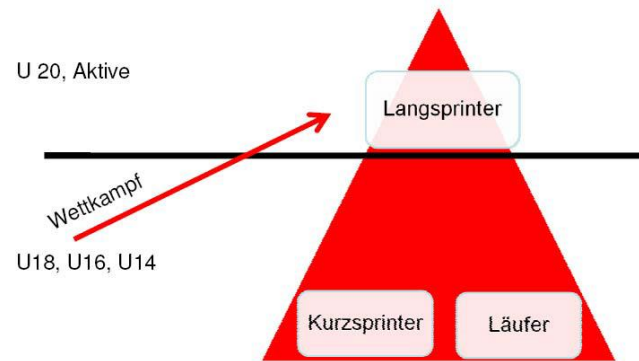 U 20, Aktive
Langsprinter
Wettkampf
U18, U16, U14
Kurzsprinter
Läufer